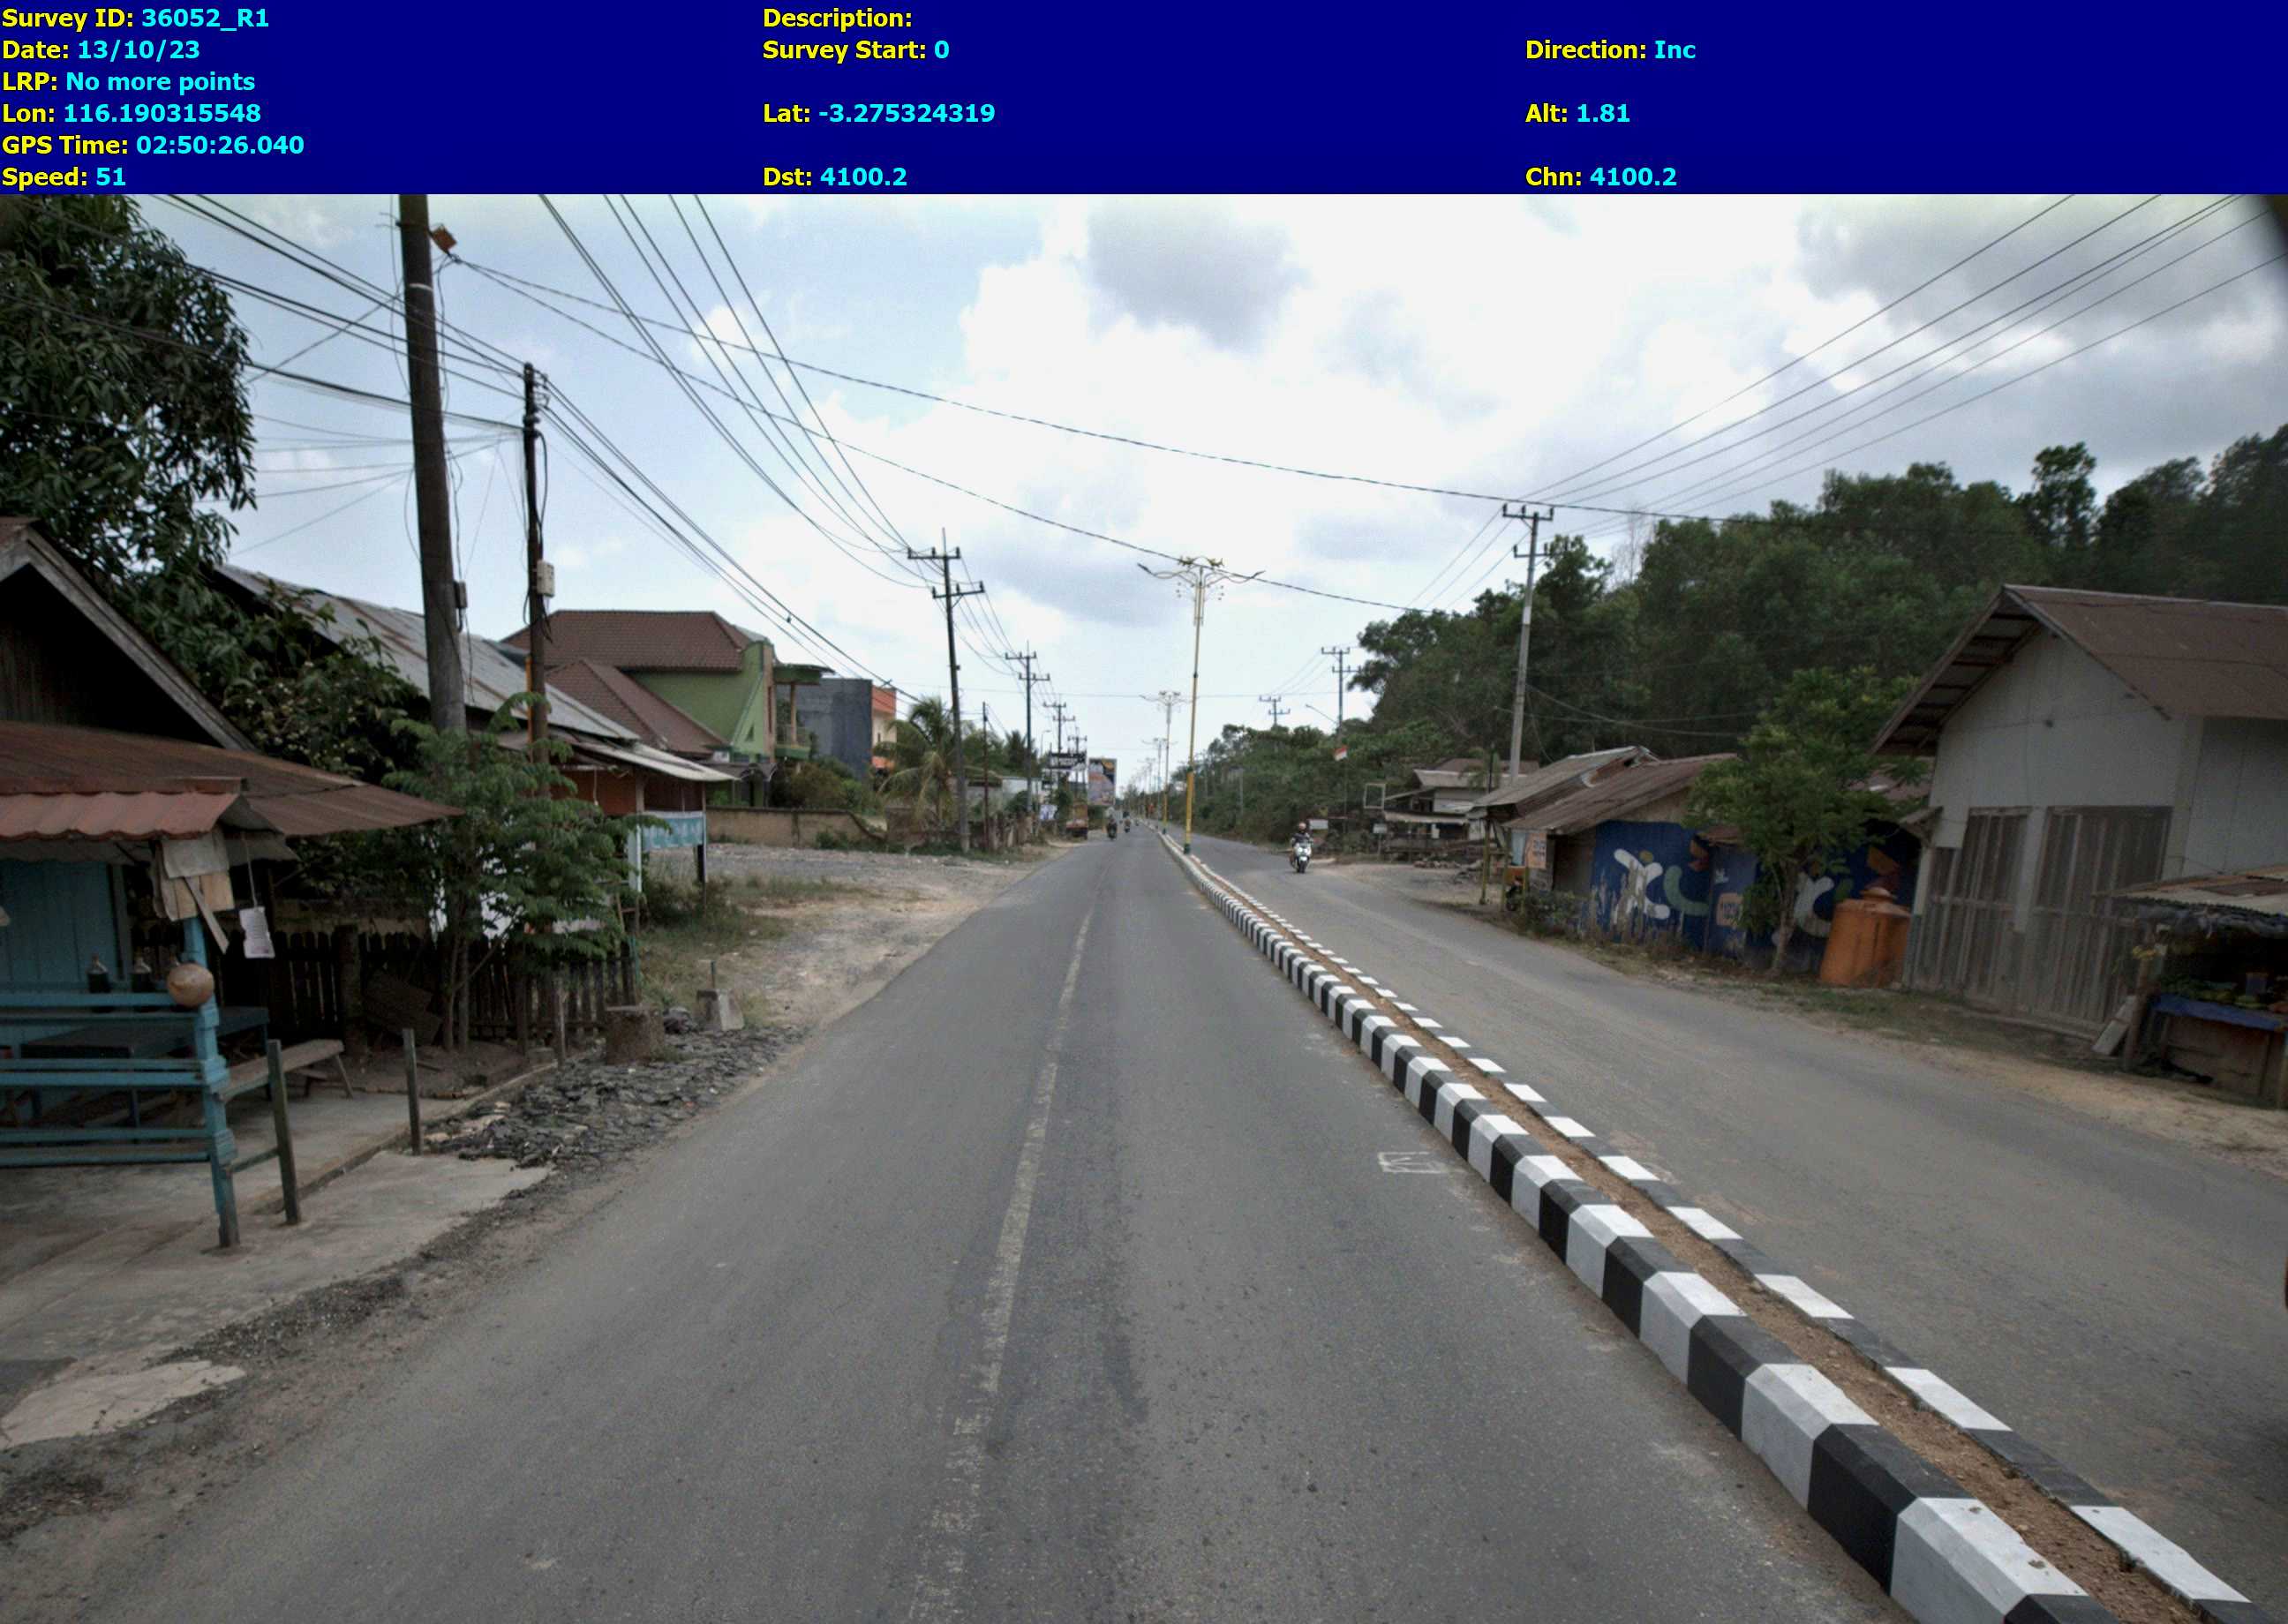 Survey ID: 36052_R1
Description:
Date: 13/10/23
Survey Start: 0
Direction: Inc
LRP: No more points
Lon: 116.190315548
Lat: -3.275324319
Alt: 1.81
GPS Time: 02:50:26.040
Speed: 51
Dst: 4100.2
Chn: 4100.2